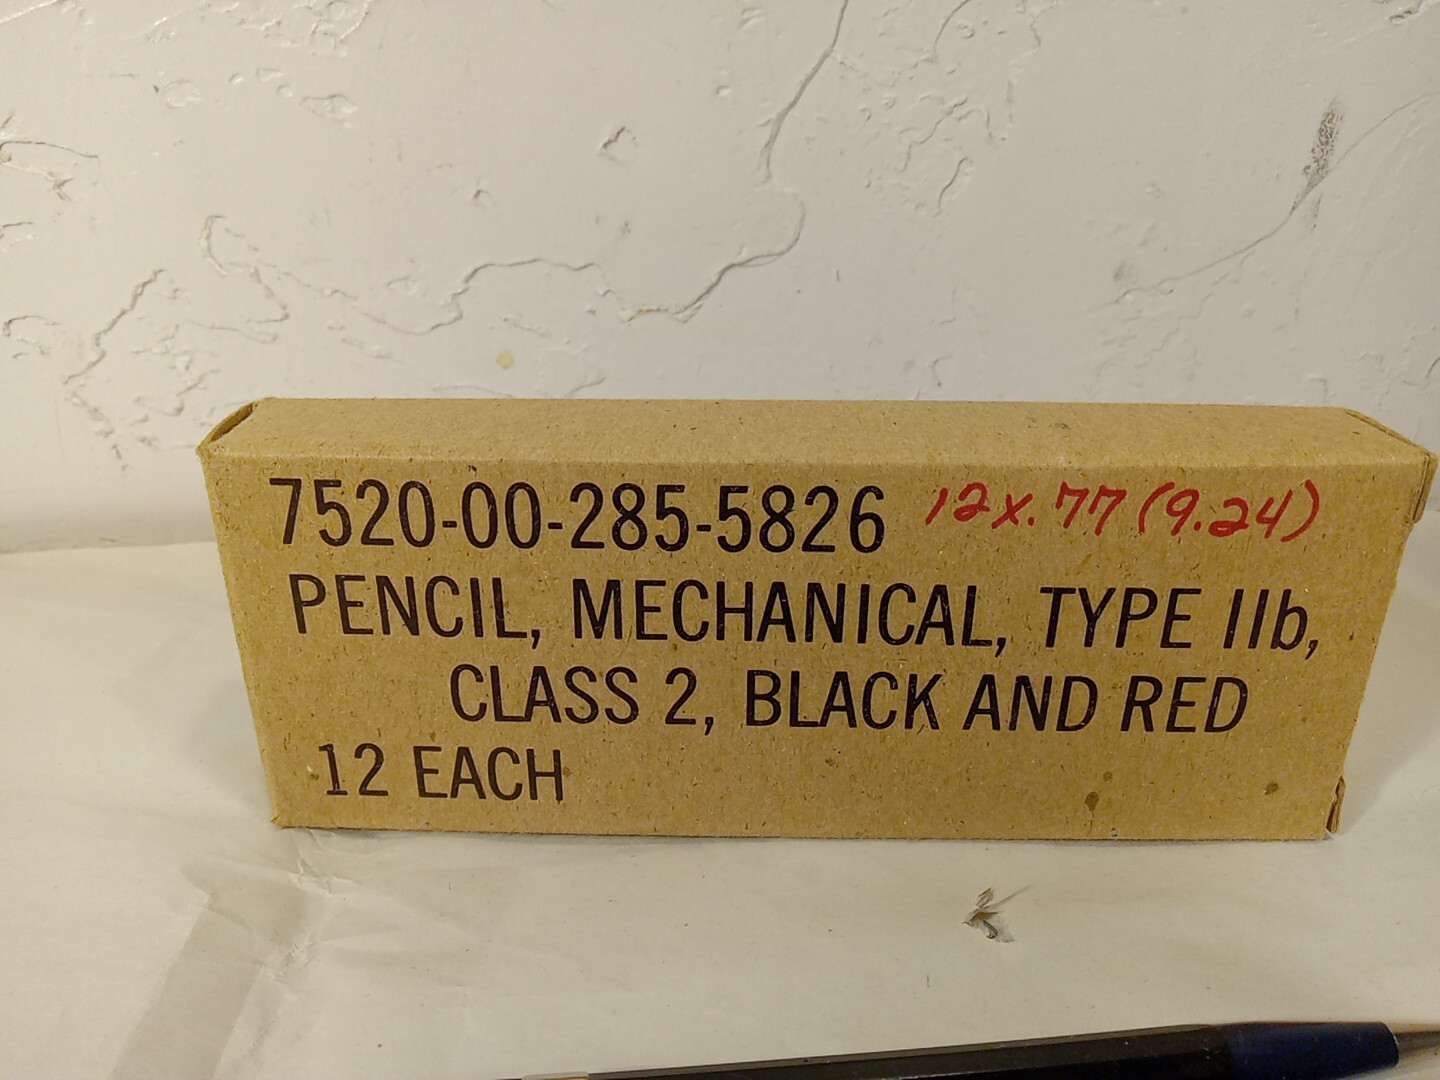 7520-00-285-5826 12x.77 (9.24)
PENCIL, MECHANICAL, TYPE IIb,
CLASS 2, BLACK AND RED
12 EACH